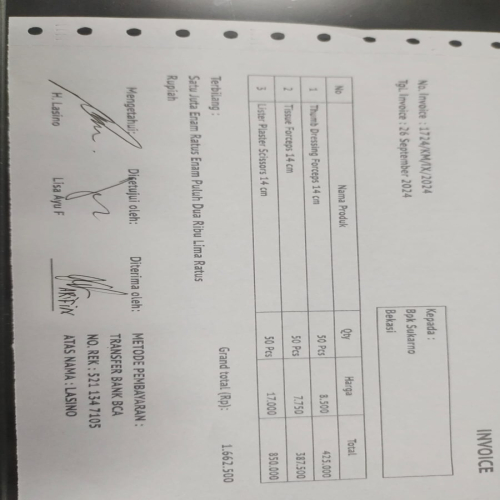 INVOICE
No. Invoice : 1724/KM/IX/2024
Tgl. Invoice : 26 September 2024
Kepada :
Bpk Sukarno
Bekasi
No Nama Produk Qty Harga Total
1 Thumb Dressing Forceps 14 cm 50 Pcs 8.500 425.000
2 Tissue Forceps 14 cm 50 Pcs 7.750 387.500
3 Lister Plaster Scissors 14 cm 50 Pcs 17.000 850.000
Grand total (Rp): 1.662.500
Terbilang :
Satu Juta Enam Ratus Enam Puluh Dua Ribu Lima Ratus
Rupiah
Mengetahui: Disetujui oleh: Diterima oleh:
ARIFIN
H. Lasino Lisa Ayu F
METODE PEMBAYARAN :
TRANSFER BANK BCA
NO. REK : 521 134 7105
ATAS NAMA : LASINO